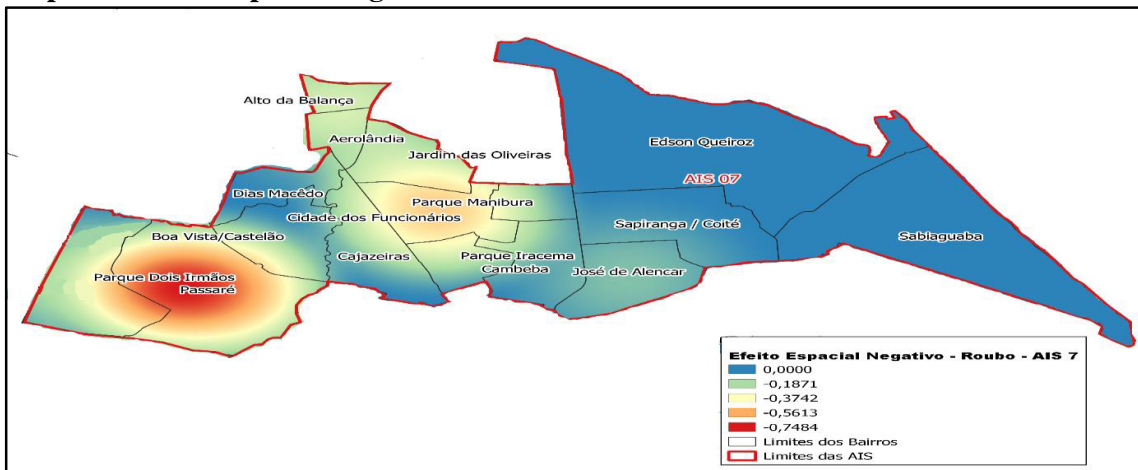 Alto da Balança
Aerolândia
Jardim das Oliveiras
Edson Queiroz
AIS 07
Dias Macêdo
Parque Manibura
Cidade dos Funcionários
Sapiranga / Coité
Boa Vista/Castelão
Sabiaguaba
Cajazeiras
Parque Iracema
Cambeba
José de Alencar
Parque Dois Irmãos
Passaré
Efeito Espacial Negativo - Roubo - AIS 7
0,0000
-0,1871
-0,3742
-0,5613
-0,7484
Limites dos Bairros
Limites das AIS